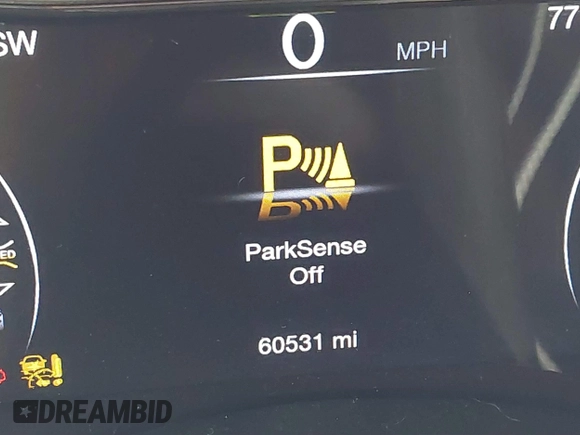 SW
0
MPH
77
P
ParkSense
Off
60531 mi
DREAMBID